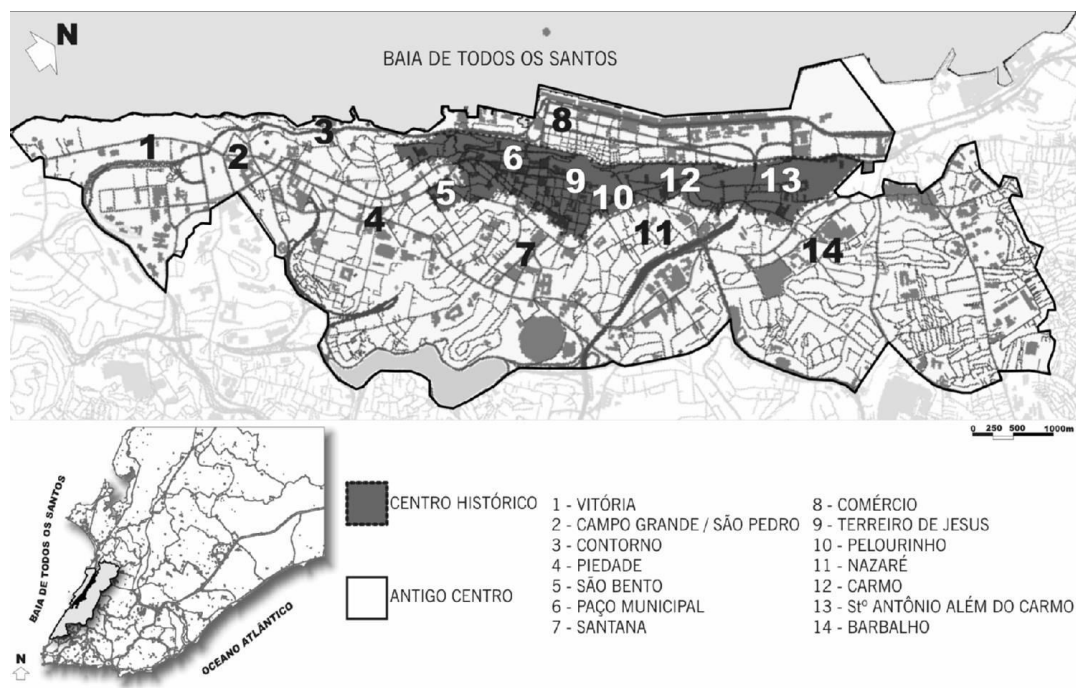 N
BAIA DE TODOS OS SANTOS
1
2
3
4
5
6
7
8
9
10
11
12
13
14
0 250 500 1000m
BAIA DE TODOS OS SANTOS
OCEANO ATLÂNTICO
N
CENTRO HISTÓRICO
ANTIGO CENTRO
1 - VITÓRIA
2 - CAMPO GRANDE / SÃO PEDRO
3 - CONTORNO
4 - PIEDADE
5 - SÃO BENTO
6 - PAÇO MUNICIPAL
7 - SANTANA
8 - COMÉRCIO
9 - TERREIRO DE JESUS
10 - PELOURINHO
11 - NAZARÉ
12 - CARMO
13 - Stº ANTÔNIO ALÉM DO CARMO
14 - BARBALHO